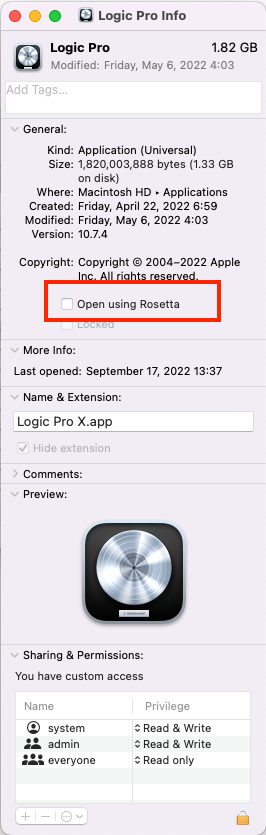 Logic Pro Info
Logic Pro 1.82 GB
Modified: Friday, May 6, 2022 4:03
Add Tags...
General:
Kind: Application (Universal)
Size: 1,820,003,888 bytes (1.33 GB
on disk)
Where: Macintosh HD ▸ Applications
Created: Friday, April 22, 2022 6:59
Modified: Friday, May 6, 2022 4:03
Version: 10.7.4
Copyright: Copyright © 2004–2022 Apple
Inc. All rights reserved.
Open using Rosetta
Locked
More Info:
Last opened: September 17, 2022 13:37
Name & Extension:
Logic Pro X.app
Hide extension
Comments:
Preview:
Sharing & Permissions:
You have custom access
Name Privilege
system Read & Write
admin Read & Write
everyone Read only